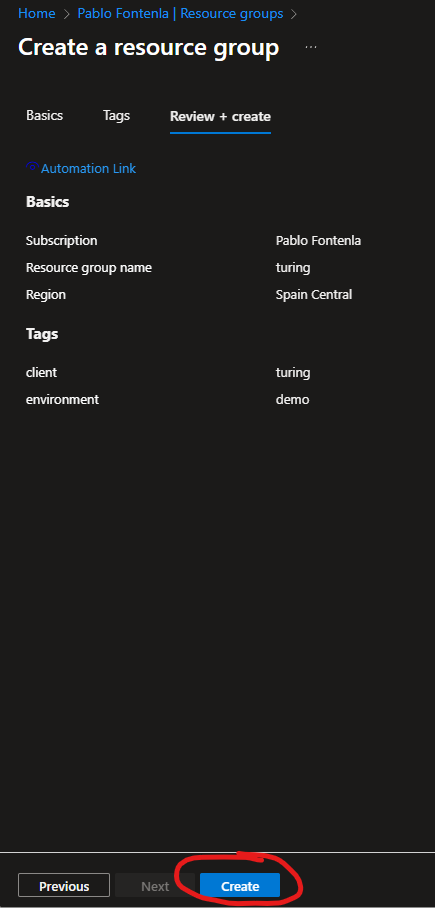 Home > Pablo Fontenla | Resource groups >
Create a resource group ...
Basics Tags Review + create
Automation Link
Basics
Subscription Pablo Fontenla
Resource group name turing
Region Spain Central
Tags
client turing
environment demo
Previous Next Create